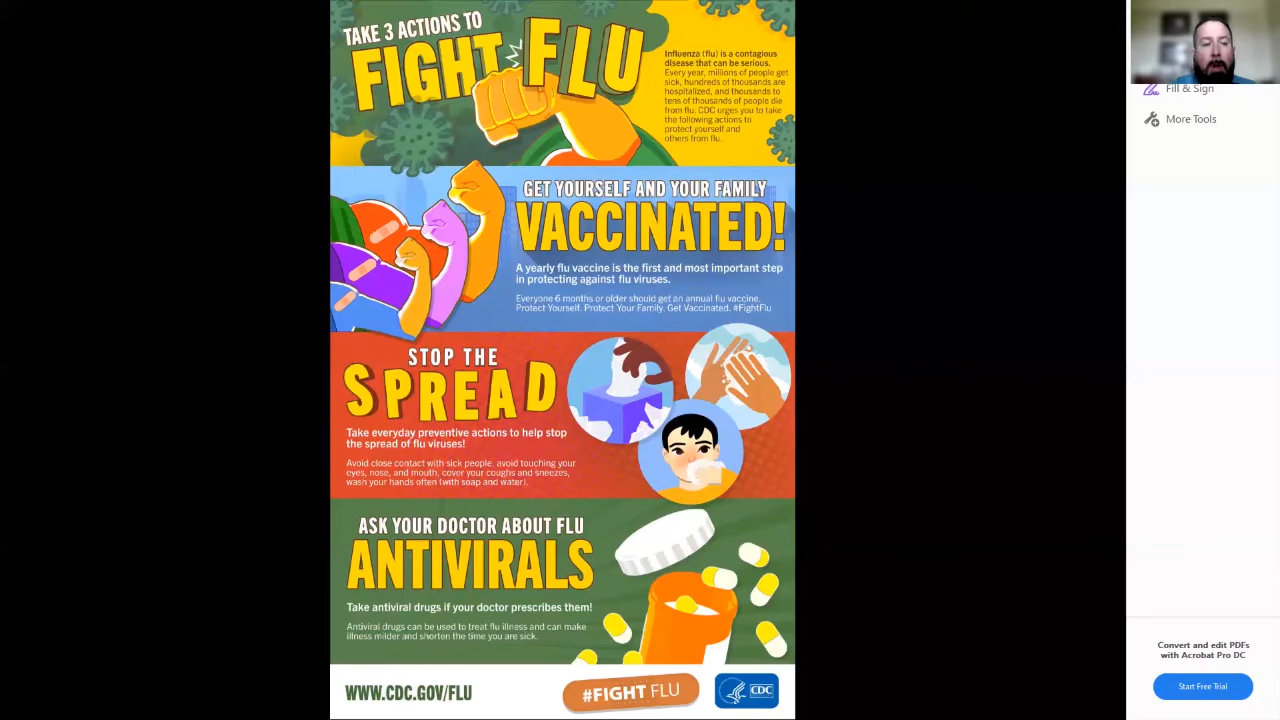 TAKE 3 ACTIONS TO
FIGHT FLU
Influenza (flu) is a contagious
disease that can be serious.
Every year, millions of people get
sick, hundreds of thousands are
hospitalized, and thousands to
tens of thousands of people die
from flu. CDC urges you to take
the following actions to
protect yourself and
others from flu.
GET YOURSELF AND YOUR FAMILY
VACCINATED!
A yearly flu vaccine is the first and most important step
in protecting against flu viruses.
Everyone 6 months or older should get an annual flu vaccine.
Protect Yourself. Protect Your Family. Get Vaccinated. #FightFlu
STOP THE
SPREAD
Take everyday preventive actions to help stop
the spread of flu viruses!
Avoid close contact with sick people, avoid touching your
eyes, nose, and mouth, cover your coughs and sneezes,
wash your hands often (with soap and water).
ASK YOUR DOCTOR ABOUT FLU
ANTIVIRALS
Take antiviral drugs if your doctor prescribes them!
Antiviral drugs can be used to treat flu illness and can make
illness milder and shorten the time you are sick.
WWW.CDC.GOV/FLU
#FIGHT FLU
CDC
Fill & Sign
More Tools
Convert and edit PDFs
with Acrobat Pro DC
Start Free Trial